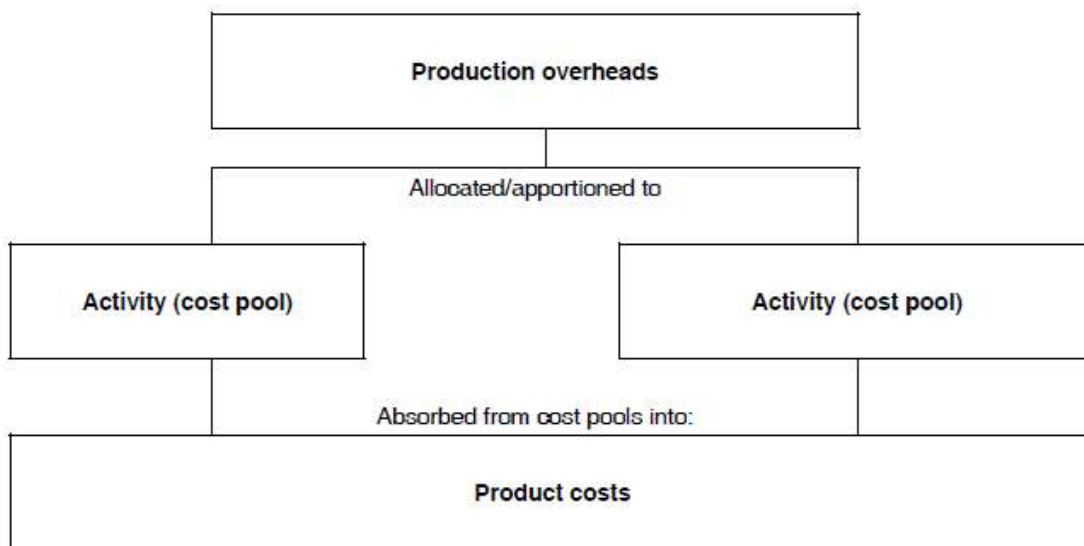 Production overheads
Allocated/apportioned to
Activity (cost pool)
Activity (cost pool)
Absorbed from cost pools into:
Product costs